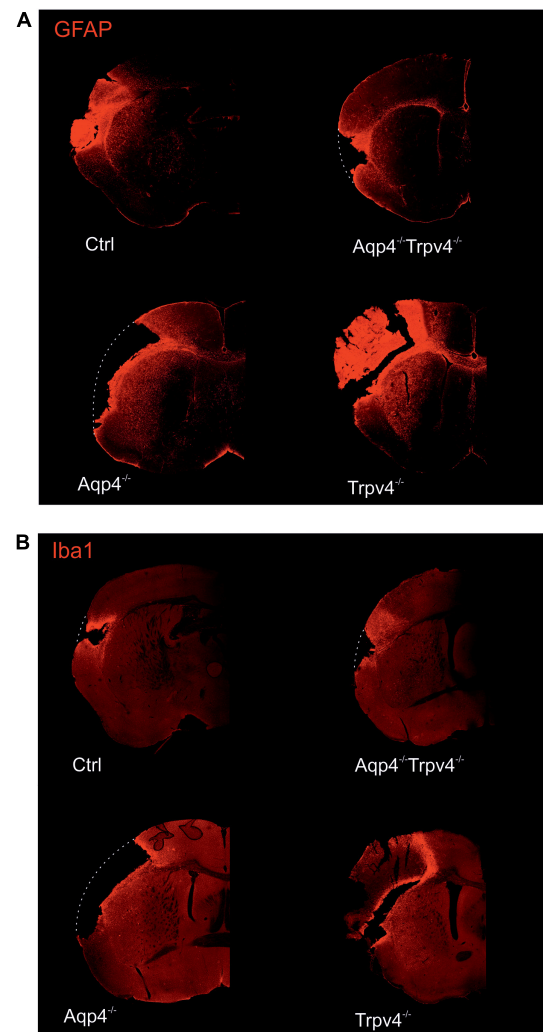 A
GFAP
Ctrl
Aqp4⁻/⁻Trpv4⁻/⁻
Aqp4⁻/⁻
Trpv4⁻/⁻
B
Iba1
Ctrl
Aqp4⁻/⁻Trpv4⁻/⁻
Aqp4⁻/⁻
Trpv4⁻/⁻